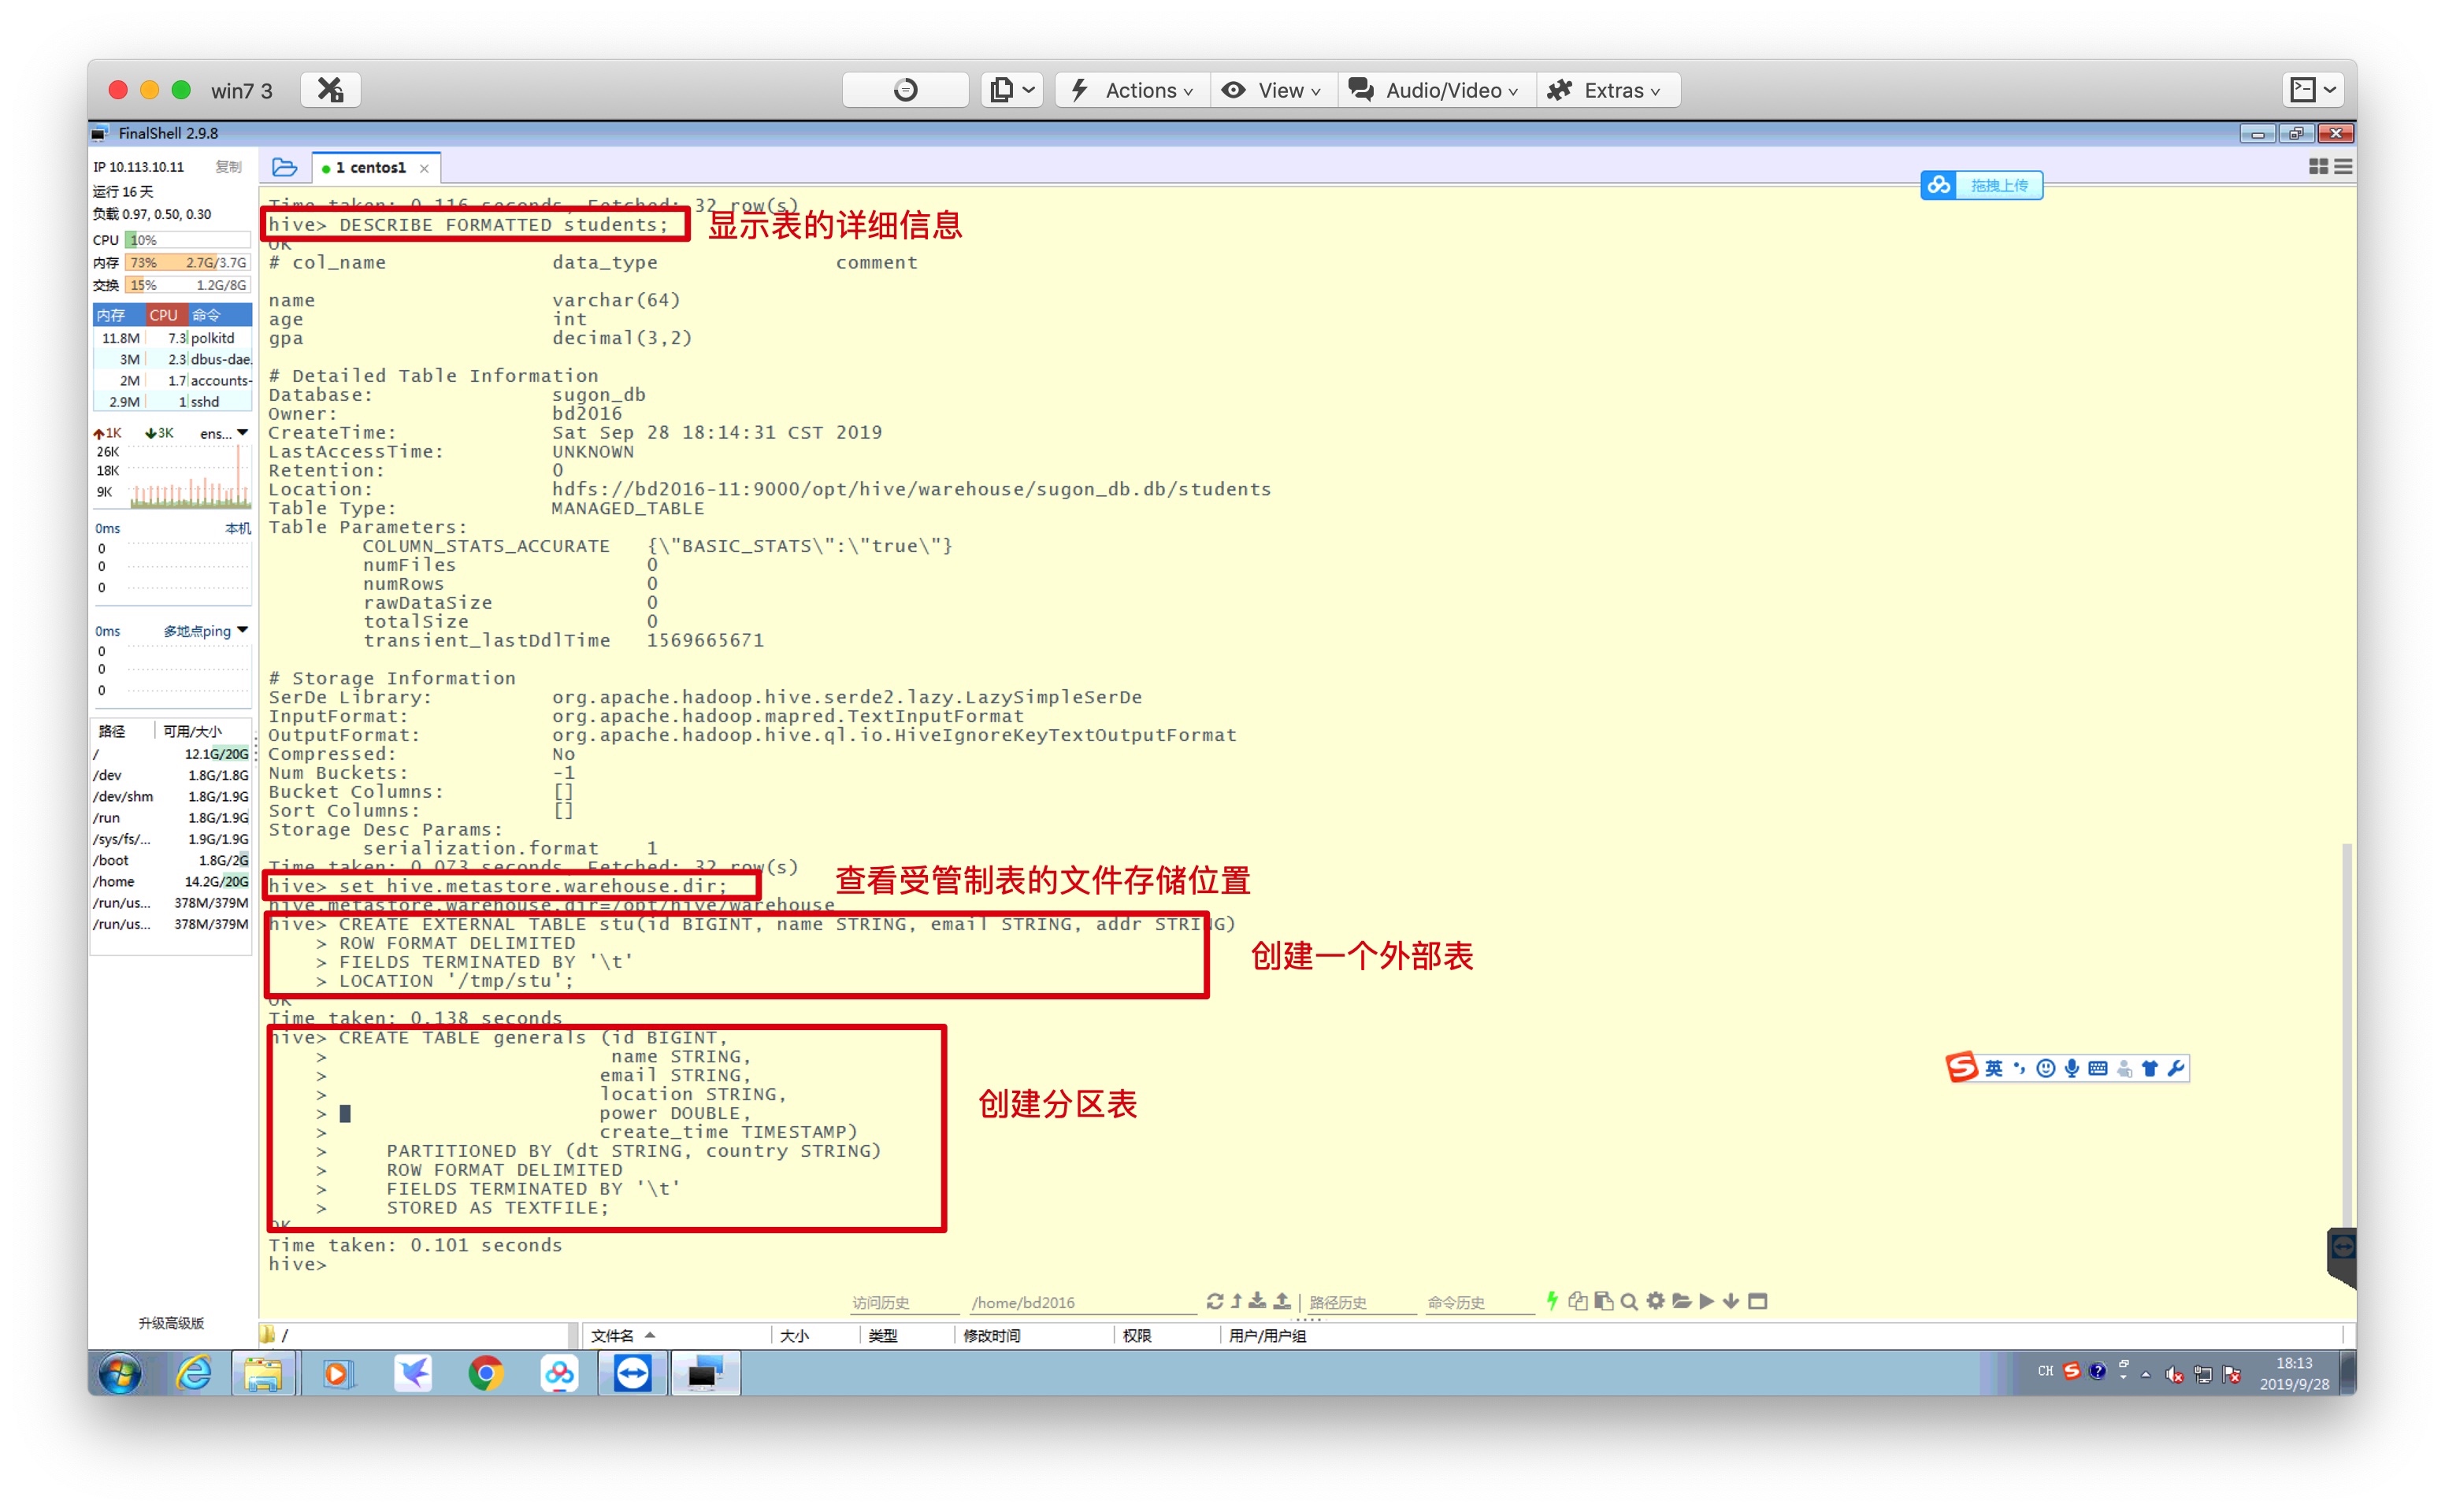 win7 3
Actions
View
Audio/Video
Extras
FinalShell 2.9.8
IP 10.113.10.11 复制
运行 16 天
负载 0.97, 0.50, 0.30
CPU 10%
内存 73% 2.7G/3.7G
交换 15% 1.2G/8G
内存 CPU 命令
11.8M 7.3 polkitd
3M 2.3 dbus-dae.
2M 1.7 accounts-
2.9M 1 sshd
1K 3K ens...
26K
18K
9K
0ms 本机
0
0
0
0ms 多地点ping
0
0
0
路径 可用/大小
/ 12.1G/20G
/dev 1.8G/1.8G
/dev/shm 1.8G/1.9G
/run 1.8G/1.9G
/sys/fs/... 1.9G/1.9G
/boot 1.8G/2G
/home 14.2G/20G
/run/us... 378M/379M
/run/us... 378M/379M
升级高级版
1 centos1
拖拽上传
Time taken: 0.116 seconds, Fetched: 32 row(s)
hive> DESCRIBE FORMATTED students; 显示表的详细信息
OK
# col_name data_type comment
name varchar(64)
age int
gpa decimal(3,2)
# Detailed Table Information
Database: sugon_db
Owner: bd2016
CreateTime: Sat Sep 28 18:14:31 CST 2019
LastAccessTime: UNKNOWN
Retention: 0
Location: hdfs://bd2016-11:9000/opt/hive/warehouse/sugon_db.db/students
Table Type: MANAGED_TABLE
Table Parameters:
COLUMN_STATS_ACCURATE {\"BASIC_STATS\":\"true\"}
numFiles 0
numRows 0
rawDataSize 0
totalSize 0
transient_lastDdlTime 1569665671
# Storage Information
SerDe Library: org.apache.hadoop.hive.serde2.lazy.LazySimpleSerDe
InputFormat: org.apache.hadoop.mapred.TextInputFormat
OutputFormat: org.apache.hadoop.hive.ql.io.HiveIgnoreKeyTextOutputFormat
Compressed: No
Num Buckets: -1
Bucket Columns: []
Sort Columns: []
Storage Desc Params:
serialization.format 1
Time taken: 0.073 seconds, Fetched: 32 row(s)
hive> set hive.metastore.warehouse.dir; 查看受管制表的文件存储位置
hive.metastore.warehouse.dir=/opt/hive/warehouse
hive> CREATE EXTERNAL TABLE stu(id BIGINT, name STRING, email STRING, addr STRING)
> ROW FORMAT DELIMITED
> FIELDS TERMINATED BY '\t' 创建一个外部表
> LOCATION '/tmp/stu';
OK
Time taken: 0.138 seconds
hive> CREATE TABLE generals (id BIGINT,
> name STRING,
> email STRING,
> location STRING,
> power DOUBLE, 创建分区表
> create_time TIMESTAMP)
> PARTITIONED BY (dt STRING, country STRING)
> ROW FORMAT DELIMITED
> FIELDS TERMINATED BY '\t'
> STORED AS TEXTFILE;
OK
Time taken: 0.101 seconds
hive>
英
访问历史 /home/bd2016 路径历史 命令历史
/ 文件名 大小 类型 修改时间 权限 用户/用户组
CH
18:13
2019/9/28